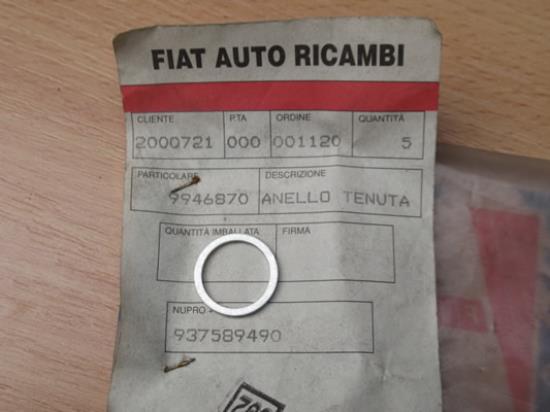 FIAT AUTO RICAMBI
CLIENTE P.TA ORDINE QUANTITÀ
2000721 000 001120 5
PARTICOLARE DESCRIZIONE
9946870 ANELLO TENUTA
QUANTITÀ IMBALLATA FIRMA
NUPRO
937589490